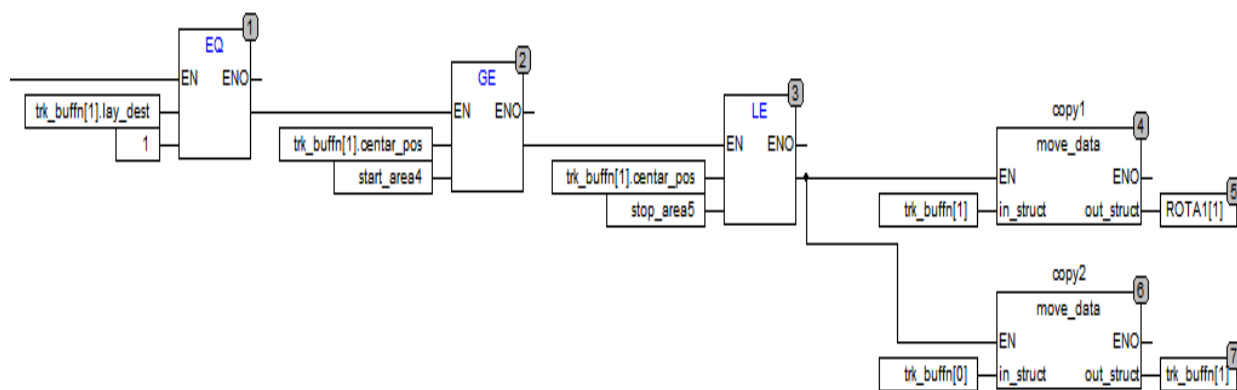 1
EQ
EN ENO
trk_buffn[1].lay_dest
1
2
GE
EN ENO
trk_buffn[1].centar_pos
start_area4
3
LE
EN ENO
trk_buffn[1].centar_pos
stop_area5
copy1
4
move_data
EN ENO
trk_buffn[1] in_struct out_struct ROTA1[1] 5
copy2
6
move_data
EN ENO
trk_buffn[0] in_struct out_struct trk_buffn[1] 7